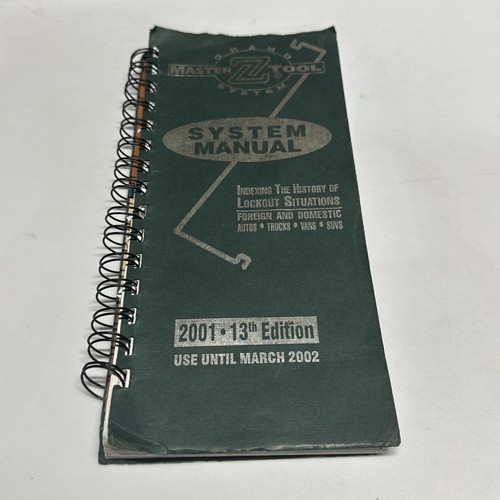 GRAND
MASTER Z TOOL
SYSTEM
SYSTEM
MANUAL
INDEXING THE HISTORY OF
LOCKOUT SITUATIONS
FOREIGN AND DOMESTIC
AUTOS • TRUCKS • VANS • SUVS
2001 • 13th Edition
USE UNTIL MARCH 2002